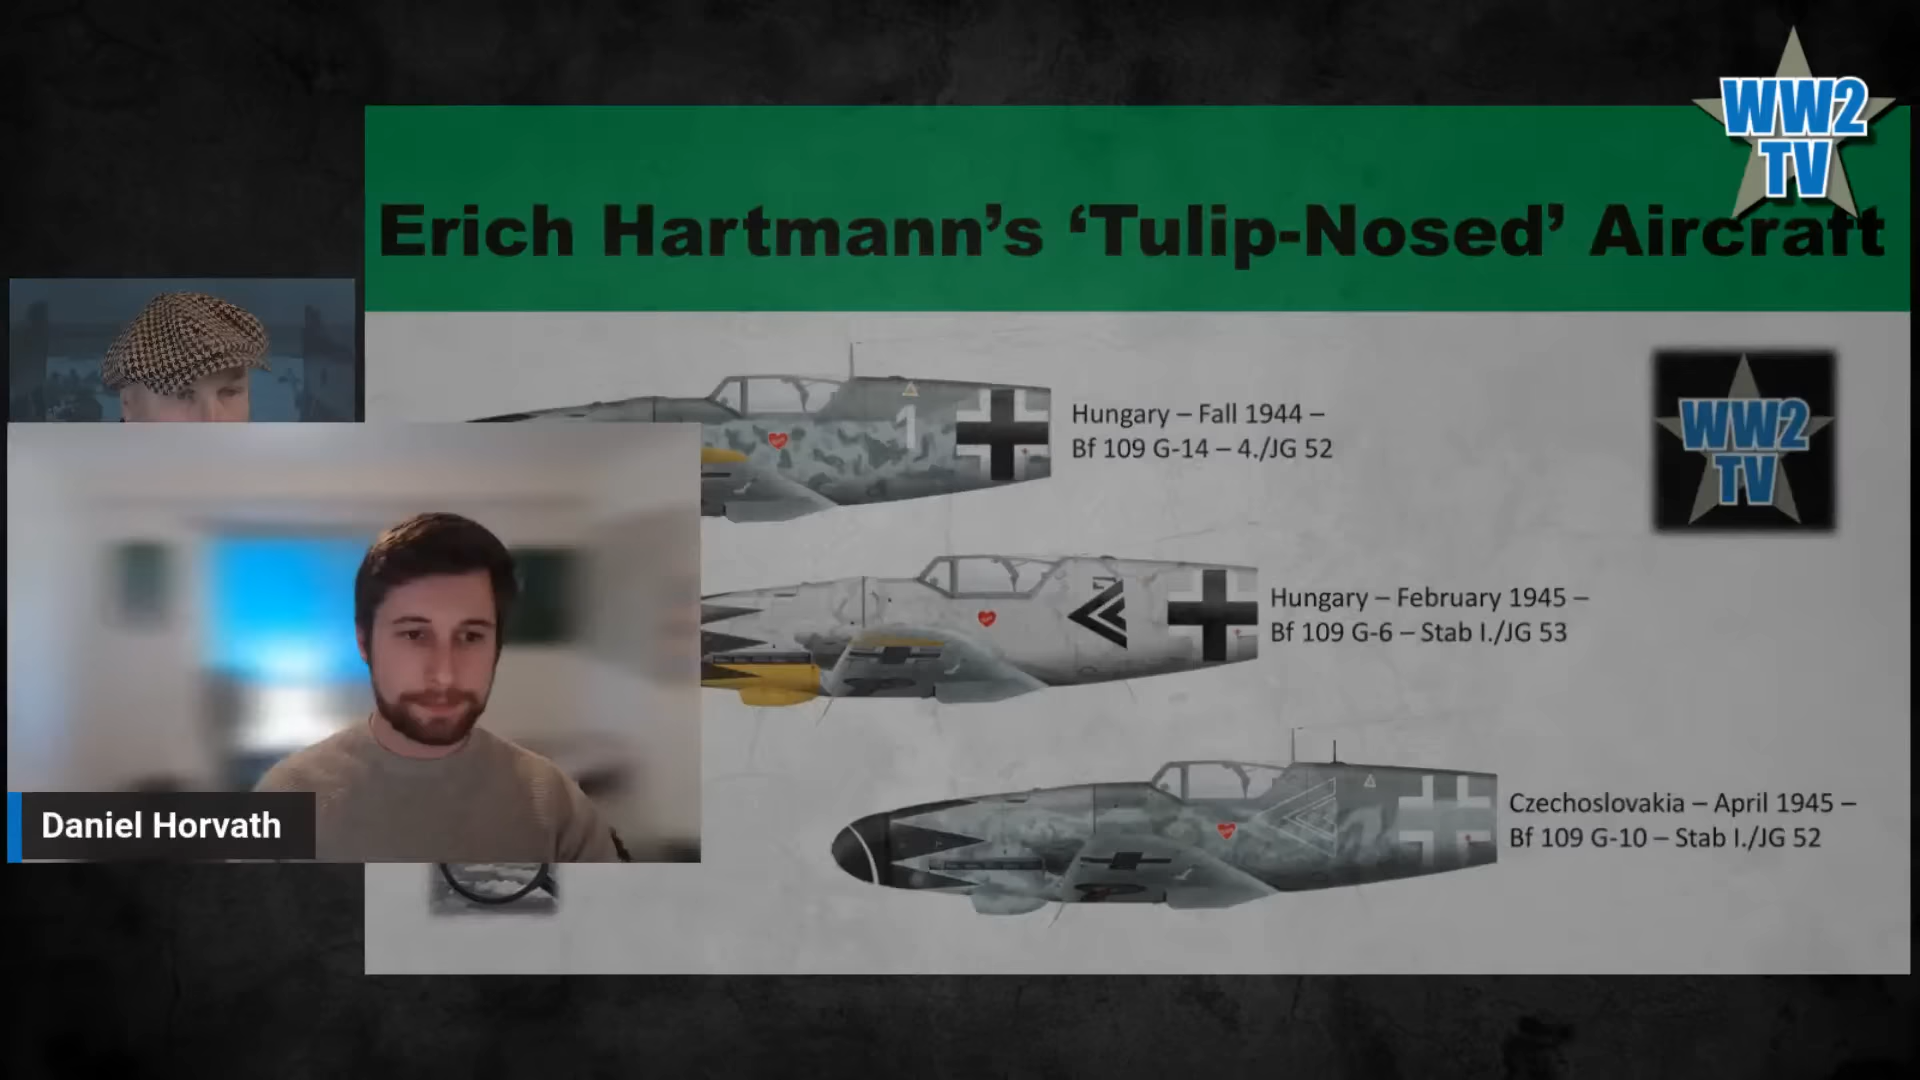 WW2
TV
Erich Hartmann’s ‘Tulip-Nosed’ Aircraft
1
Hungary – Fall 1944 –
Bf 109 G-14 – 4./JG 52
WW2
TV
Hungary – February 1945 –
Bf 109 G-6 – Stab I./JG 53
Czechoslovakia – April 1945 –
Bf 109 G-10 – Stab I./JG 52
Daniel Horvath